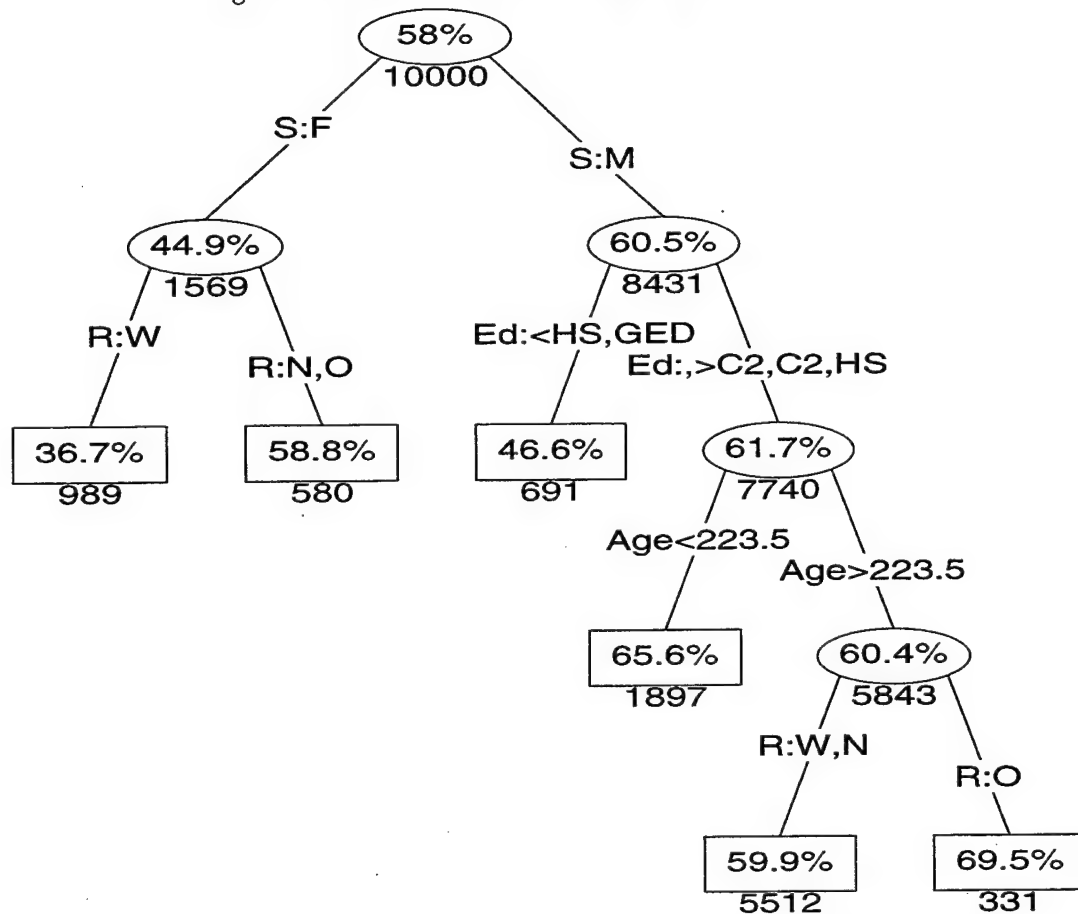 58%
10000
S:F
S:M
44.9%
1569
60.5%
8431
R:W
R:N,O
Ed:<HS,GED
Ed:,>C2,C2,HS
36.7%
989
58.8%
580
46.6%
691
61.7%
7740
Age<223.5
Age>223.5
65.6%
1897
60.4%
5843
R:W,N
R:O
59.9%
5512
69.5%
331